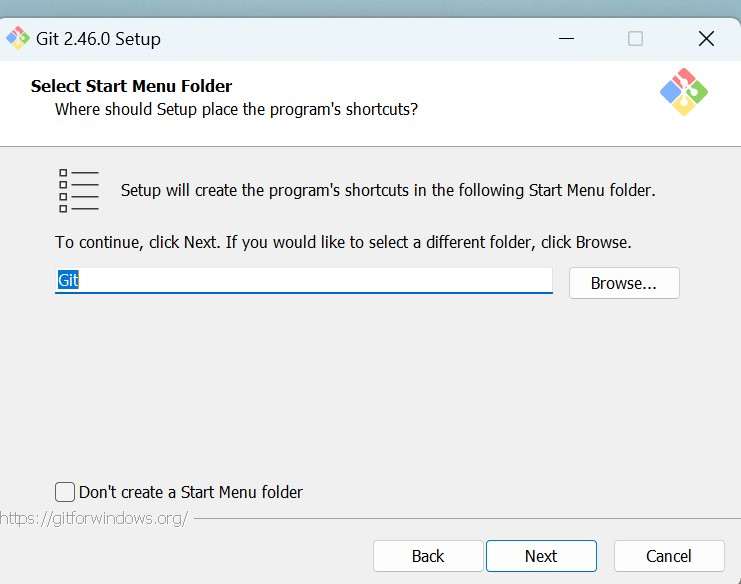 Git 2.46.0 Setup
Select Start Menu Folder
Where should Setup place the program's shortcuts?
Setup will create the program's shortcuts in the following Start Menu folder.
To continue, click Next. If you would like to select a different folder, click Browse.
Git
Browse...
Don't create a Start Menu folder
https://gitforwindows.org/
Back
Next
Cancel